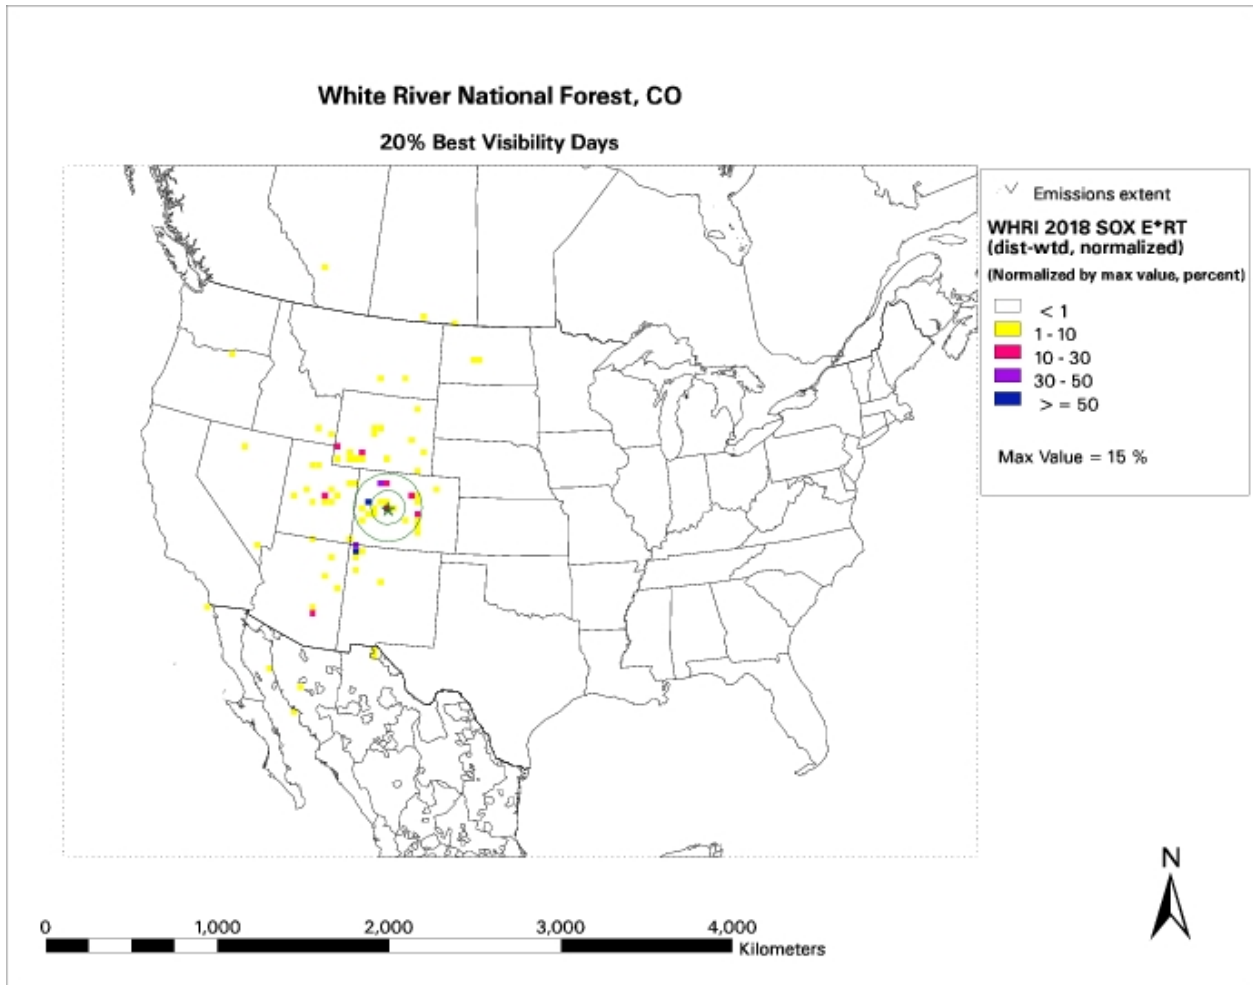 White River National Forest, CO
20% Best Visibility Days
Emissions extent
WHRI 2018 SOX E*RT
(dist-wtd, normalized)
(Normalized by max value, percent)
< 1
1 - 10
10 - 30
30 - 50
> = 50
Max Value = 15 %
N
0 1,000 2,000 3,000 4,000
Kilometers